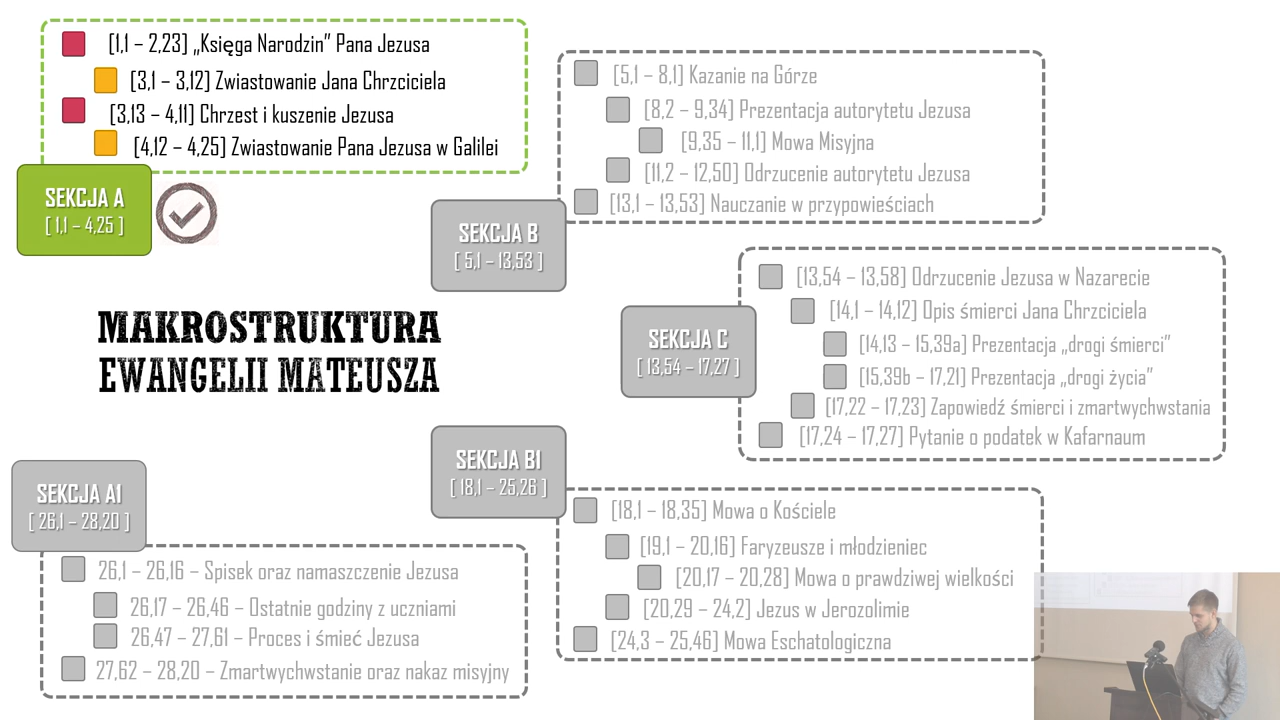 [1,1 – 2,23] „Księga Narodzin” Pana Jezusa
[3,1 – 3,12] Zwiastowanie Jana Chrzciciela
[3,13 – 4,11] Chrzest i kuszenie Jezusa
[4,12 – 4,25] Zwiastowanie Pana Jezusa w Galilei
SEKCJA A
[ 1,1 – 4,25 ]
[5,1 – 8,1] Kazanie na Górze
[8,2 – 9,34] Prezentacja autorytetu Jezusa
[9,35 – 11,1] Mowa Misyjna
[11,2 – 12,50] Odrzucenie autorytetu Jezusa
[13,1 – 13,53] Nauczanie w przypowieściach
SEKCJA B
[ 5,1 – 13,53 ]
[13,54 – 13,58] Odrzucenie Jezusa w Nazarecie
[14,1 – 14,12] Opis śmierci Jana Chrzciciela
[14,13 – 15,39a] Prezentacja „drogi śmierci”
[15,39b – 17,21] Prezentacja „drogi życia”
[17,22 – 17,23] Zapowiedź śmierci i zmartwychwstania
[17,24 – 17,27] Pytanie o podatek w Kafarnaum
SEKCJA C
[ 13,54 – 17,27 ]
MAKROSTRUKTURA
EWANGELII MATEUSZA
SEKCJA B1
[ 18,1 – 25,26 ]
[18,1 – 18,35] Mowa o Kościele
[19,1 – 20,16] Faryzeusze i młodzieniec
[20,17 – 20,28] Mowa o prawdziwej wielkości
[20,29 – 24,2] Jezus w Jerozolimie
[24,3 – 25,46] Mowa Eschatologiczna
SEKCJA A1
[ 26,1 – 28,20 ]
26,1 – 26,16 – Spisek oraz namaszczenie Jezusa
26,17 – 26,46 – Ostatnie godziny z uczniami
26,47 – 27,61 – Proces i śmieć Jezusa
27,62 – 28,20 – Zmartwychwstanie oraz nakaz misyjny